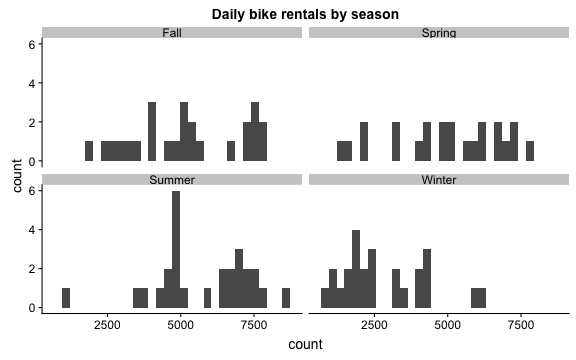 Daily bike rentals by season
Fall Spring
6
4
2
0
count
Summer Winter
6
4
2
0
2500 5000 7500 2500 5000 7500
count